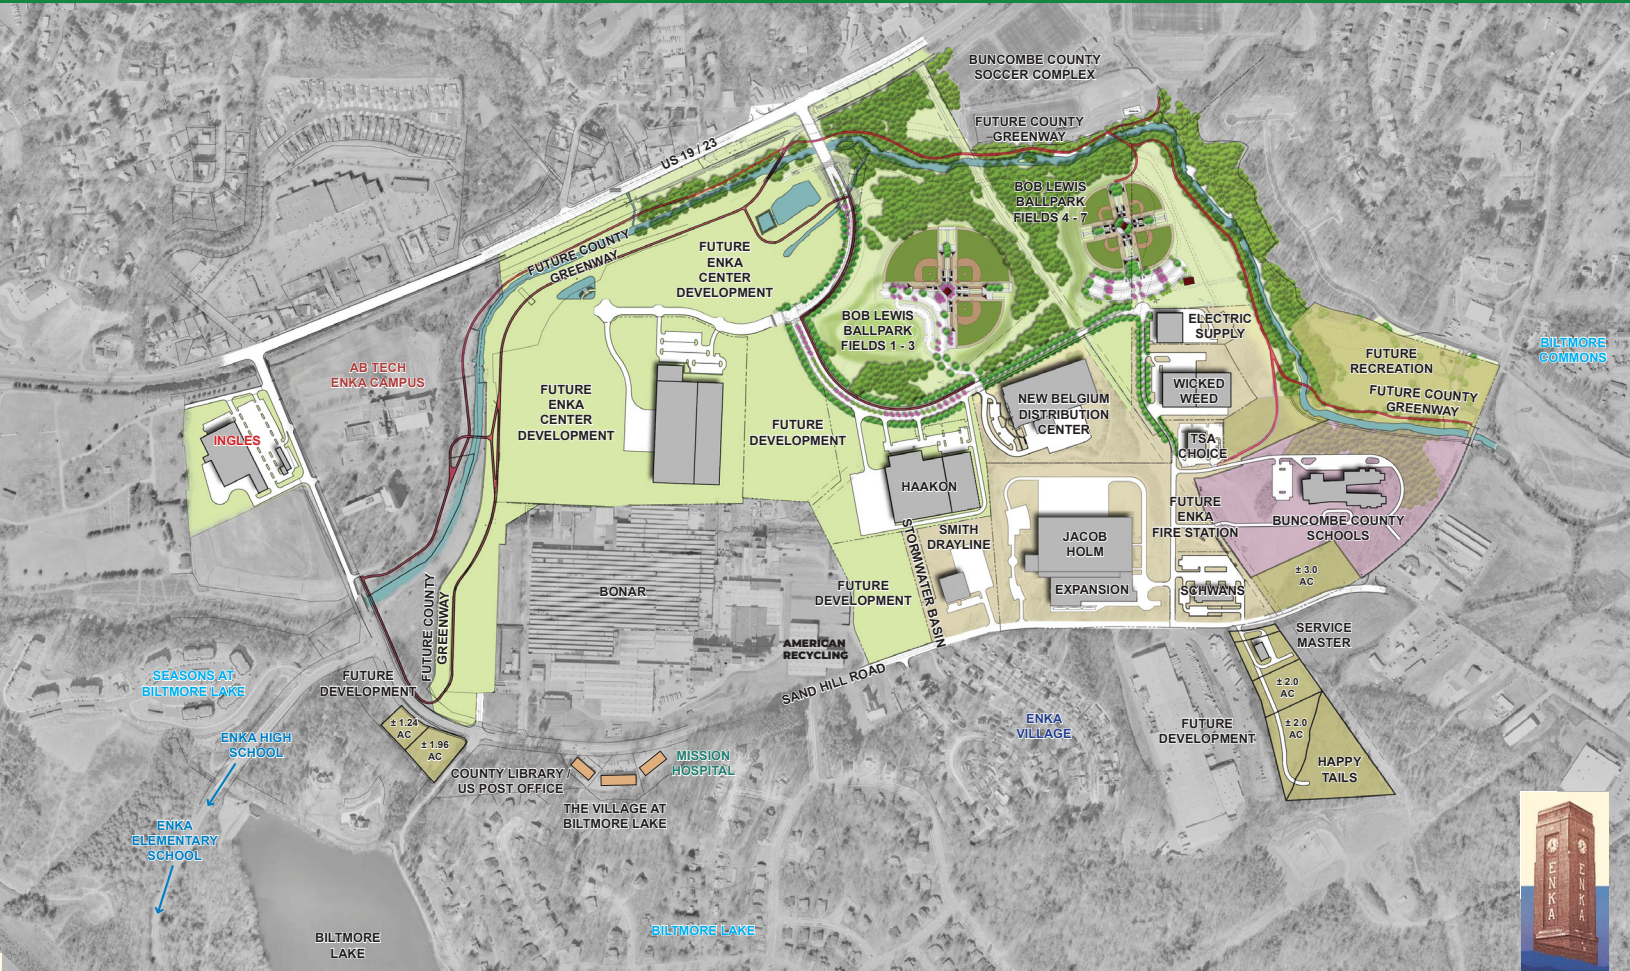 BUNCOMBE COUNTY
SOCCER COMPLEX
FUTURE COUNTY
GREENWAY
US 19 / 23
BOB LEWIS
BALLPARK
FIELDS 4 - 7
FUTURE COUNTY
GREENWAY
FUTURE
ENKA
CENTER
DEVELOPMENT
BOB LEWIS
BALLPARK
FIELDS 1 - 3
ELECTRIC
SUPPLY
BILTMORE
COMMONS
FUTURE
RECREATION
FUTURE COUNTY
GREENWAY
AB TECH
ENKA CAMPUS
FUTURE
ENKA
CENTER
DEVELOPMENT
FUTURE
DEVELOPMENT
NEW BELGIUM
DISTRIBUTION
CENTER
WICKED
WEED
TSA
CHOICE
INGLES
HAAKON
FUTURE
ENKA
FIRE STATION
BUNCOMBE COUNTY
SCHOOLS
SMITH
DRAYLINE
JACOB
HOLM
EXPANSION
STORMWATER BASIN
± 3.0
AC
SCHWANS
BONAR
FUTURE
DEVELOPMENT
FUTURE COUNTY
GREENWAY
AMERICAN
RECYCLING
SAND HILL ROAD
SERVICE
MASTER
SEASONS AT
BILTMORE LAKE
FUTURE
DEVELOPMENT
± 2.0
AC
± 1.24
AC
± 1.96
AC
ENKA
VILLAGE
FUTURE
DEVELOPMENT
± 2.0
AC
ENKA HIGH
SCHOOL
MISSION
HOSPITAL
COUNTY LIBRARY /
US POST OFFICE
HAPPY
TAILS
THE VILLAGE AT
BILTMORE LAKE
ENKA
ELEMENTARY
SCHOOL
BILTMORE LAKE
BILTMORE
LAKE
ENKA
ENKA